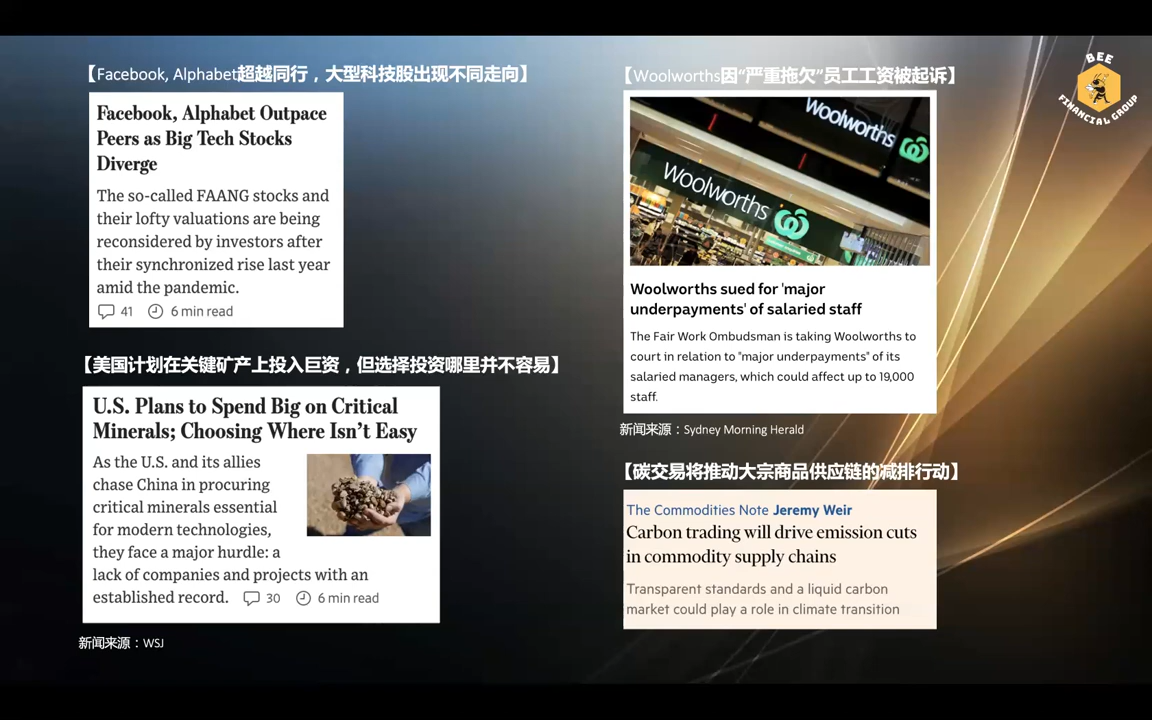 【Facebook, Alphabet超越同行，大型科技股出现不同走向】
Facebook, Alphabet Outpace
Peers as Big Tech Stocks
Diverge
The so-called FAANG stocks and
their lofty valuations are being
reconsidered by investors after
their synchronized rise last year
amid the pandemic.
41 6 min read
【美国计划在关键矿产上投入巨资，但选择投资哪里并不容易】
U.S. Plans to Spend Big on Critical
Minerals; Choosing Where Isn’t Easy
As the U.S. and its allies
chase China in procuring
critical minerals essential
for modern technologies,
they face a major hurdle: a
lack of companies and projects with an
established record. 30 6 min read
新闻来源：WSJ
【Woolworths因“严重拖欠”员工工资被起诉】
Woolworths
Woolworths
Woolworths sued for 'major
underpayments' of salaried staff
The Fair Work Ombudsman is taking Woolworths to
court in relation to "major underpayments" of its
salaried managers, which could affect up to 19,000
staff.
新闻来源：Sydney Morning Herald
【碳交易将推动大宗商品供应链的减排行动】
The Commodities Note Jeremy Weir
Carbon trading will drive emission cuts
in commodity supply chains
Transparent standards and a liquid carbon
market could play a role in climate transition
BEE
FINANCIAL GROUP